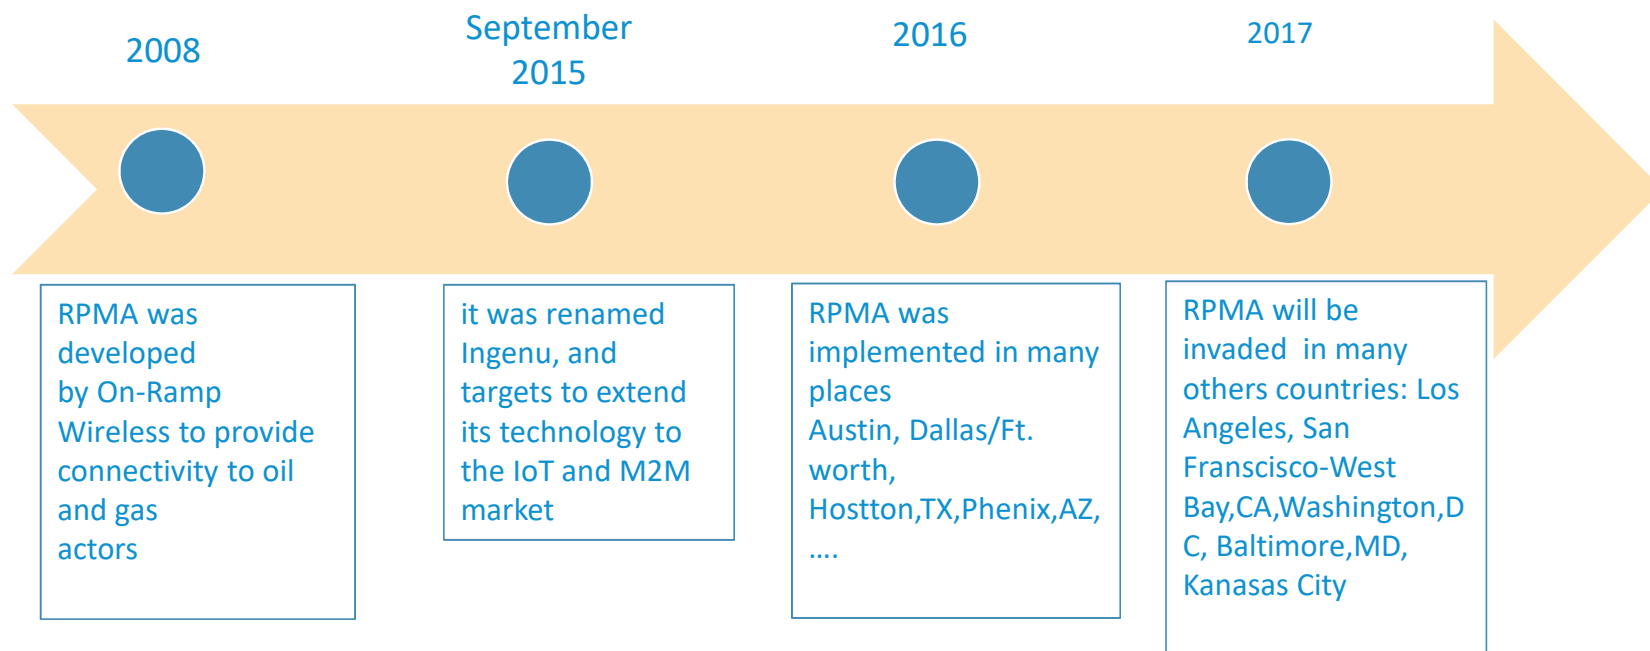 2008
September
2015
2016
2017
RPMA was
developed
by On-Ramp
Wireless to provide
connectivity to oil
and gas
actors
it was renamed
Ingenu, and
targets to extend
its technology to
the IoT and M2M
market
RPMA was
implemented in many
places
Austin, Dallas/Ft.
worth,
Hostton,TX,Phenix,AZ,
....
RPMA will be
invaded  in many
others countries: Los
Angeles, San
Franscisco-West
Bay,CA,Washington,D
C, Baltimore,MD,
Kanasas City